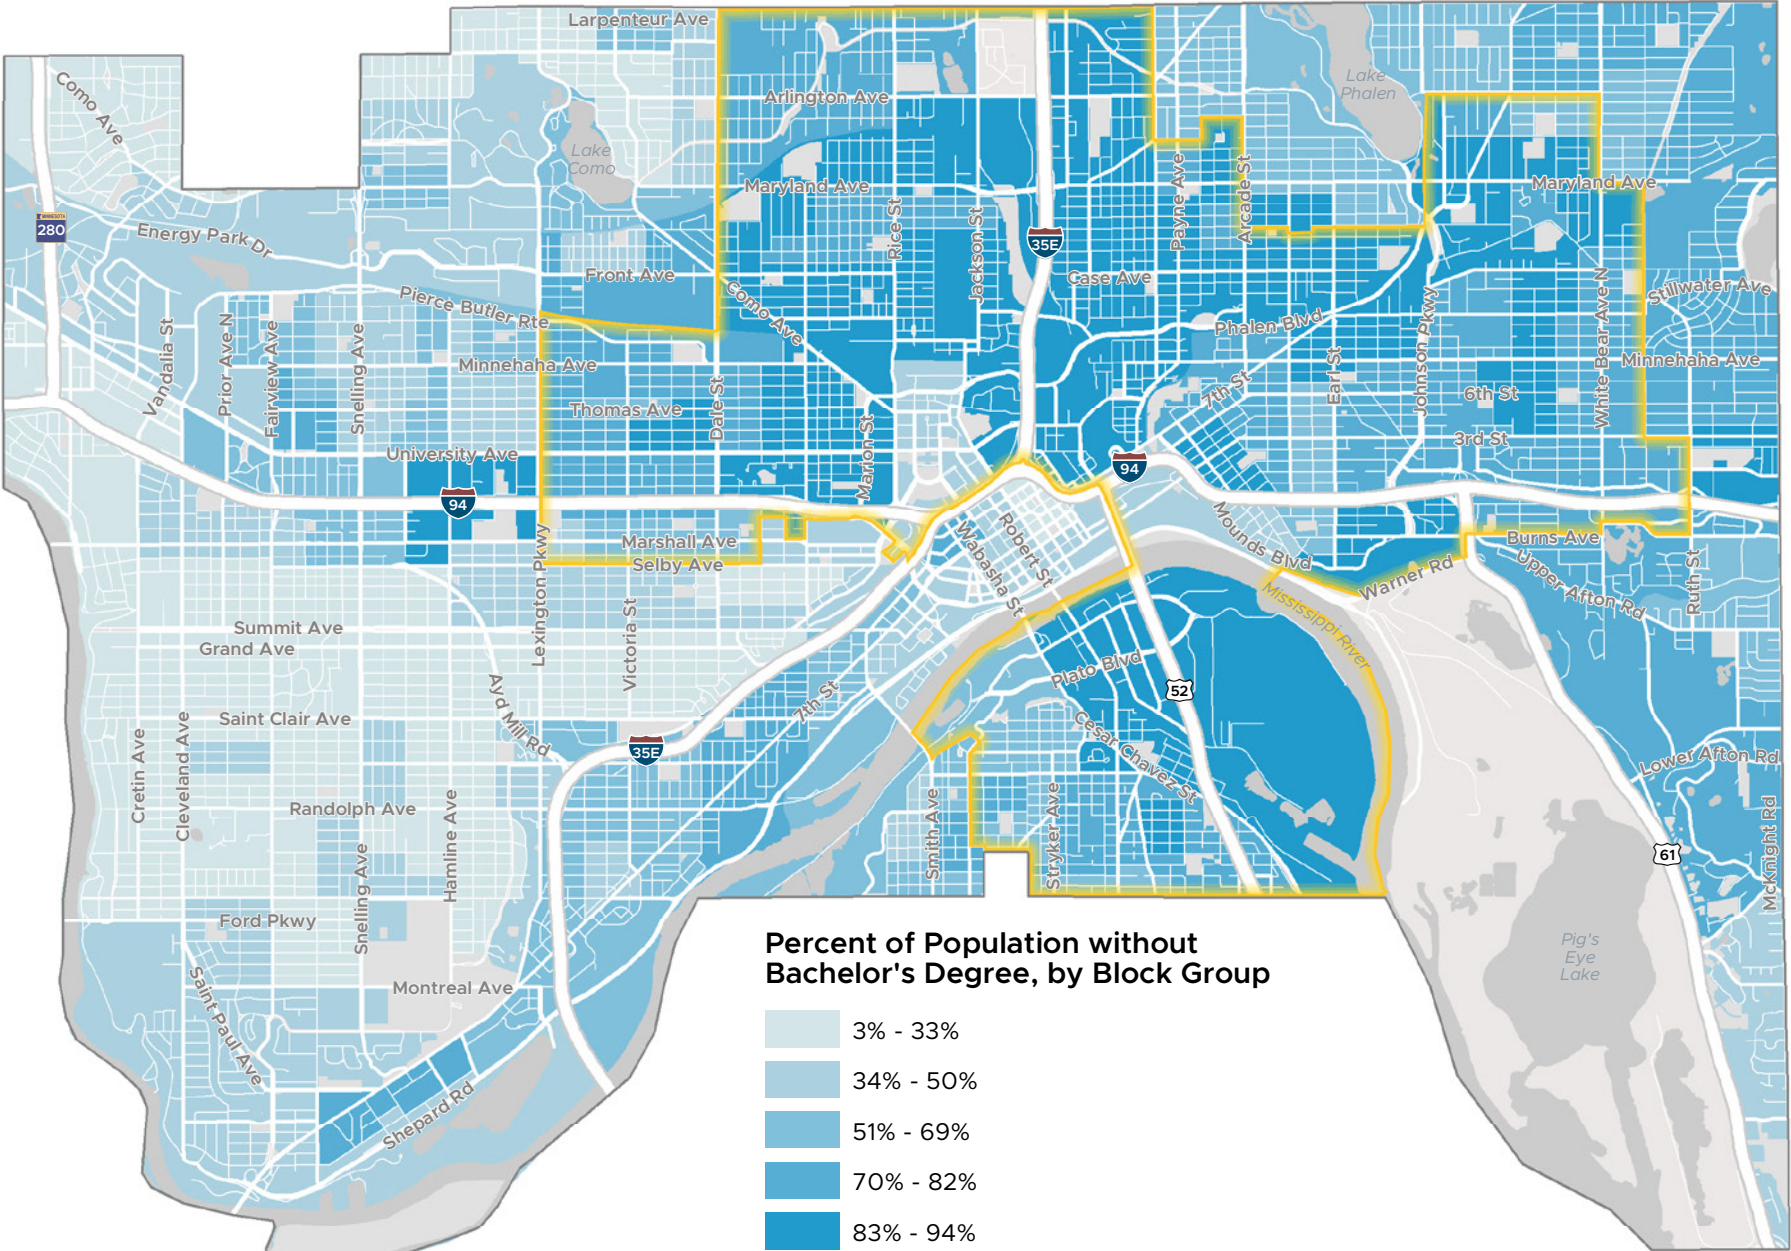 Larpenteur Ave
Como Ave
Arlington Ave
Lake
Phalen
Lake
Como
Maryland Ave
Maryland Ave
280
Energy Park Dr
Rice St
Jackson St
35E
Payne Ave
Arcade St
Front Ave
Como Ave
Case Ave
Stillwater Ave
Pierce Butler Rte
Phalen Blvd
Johnson Pkwy
White Bear Ave N
Vandalia St
Prior Ave N
Fairview Ave
Snelling Ave
Minnehaha Ave
Minnehaha Ave
Thomas Ave
Dale St
7th St
Earl St
6th St
University Ave
Marion St
3rd St
94
94
Marshall Ave
Selby Ave
Lexington Pkwy
Robert St
Wabasha St
Mounds Blvd
Burns Ave
Warner Rd
Upper Afton Rd
Ruth St
Mississippi River
Summit Ave
Grand Ave
Victoria St
Plato Blvd
52
Ayd Mill Rd
7th St
Saint Clair Ave
35E
Cesar Chavez St
Lower Afton Rd
Cretin Ave
Cleveland Ave
Randolph Ave
Hamline Ave
Smith Ave
Stryker Ave
McKnight Rd
61
Snelling Ave
Ford Pkwy
Pig's
Eye
Lake
Saint Paul Ave
Montreal Ave
Shepard Rd
Percent of Population without
Bachelor's Degree, by Block Group
3% - 33%
34% - 50%
51% - 69%
70% - 82%
83% - 94%